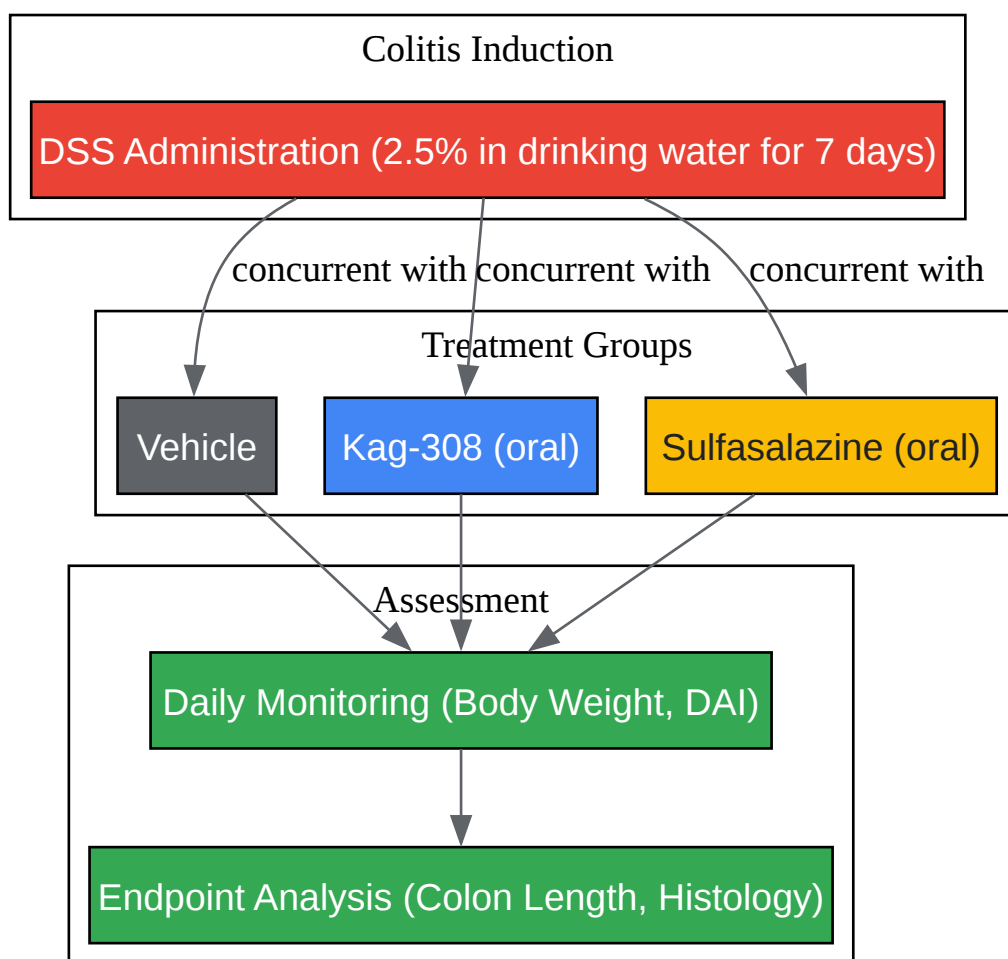 Colitis Induction
DSS Administration (2.5% in drinking water for 7 days)
concurrent with concurrent with concurrent with
Treatment Groups
Vehicle Kag-308 (oral) Sulfasalazine (oral)
Assessment
Daily Monitoring (Body Weight, DAI)
Endpoint Analysis (Colon Length, Histology)